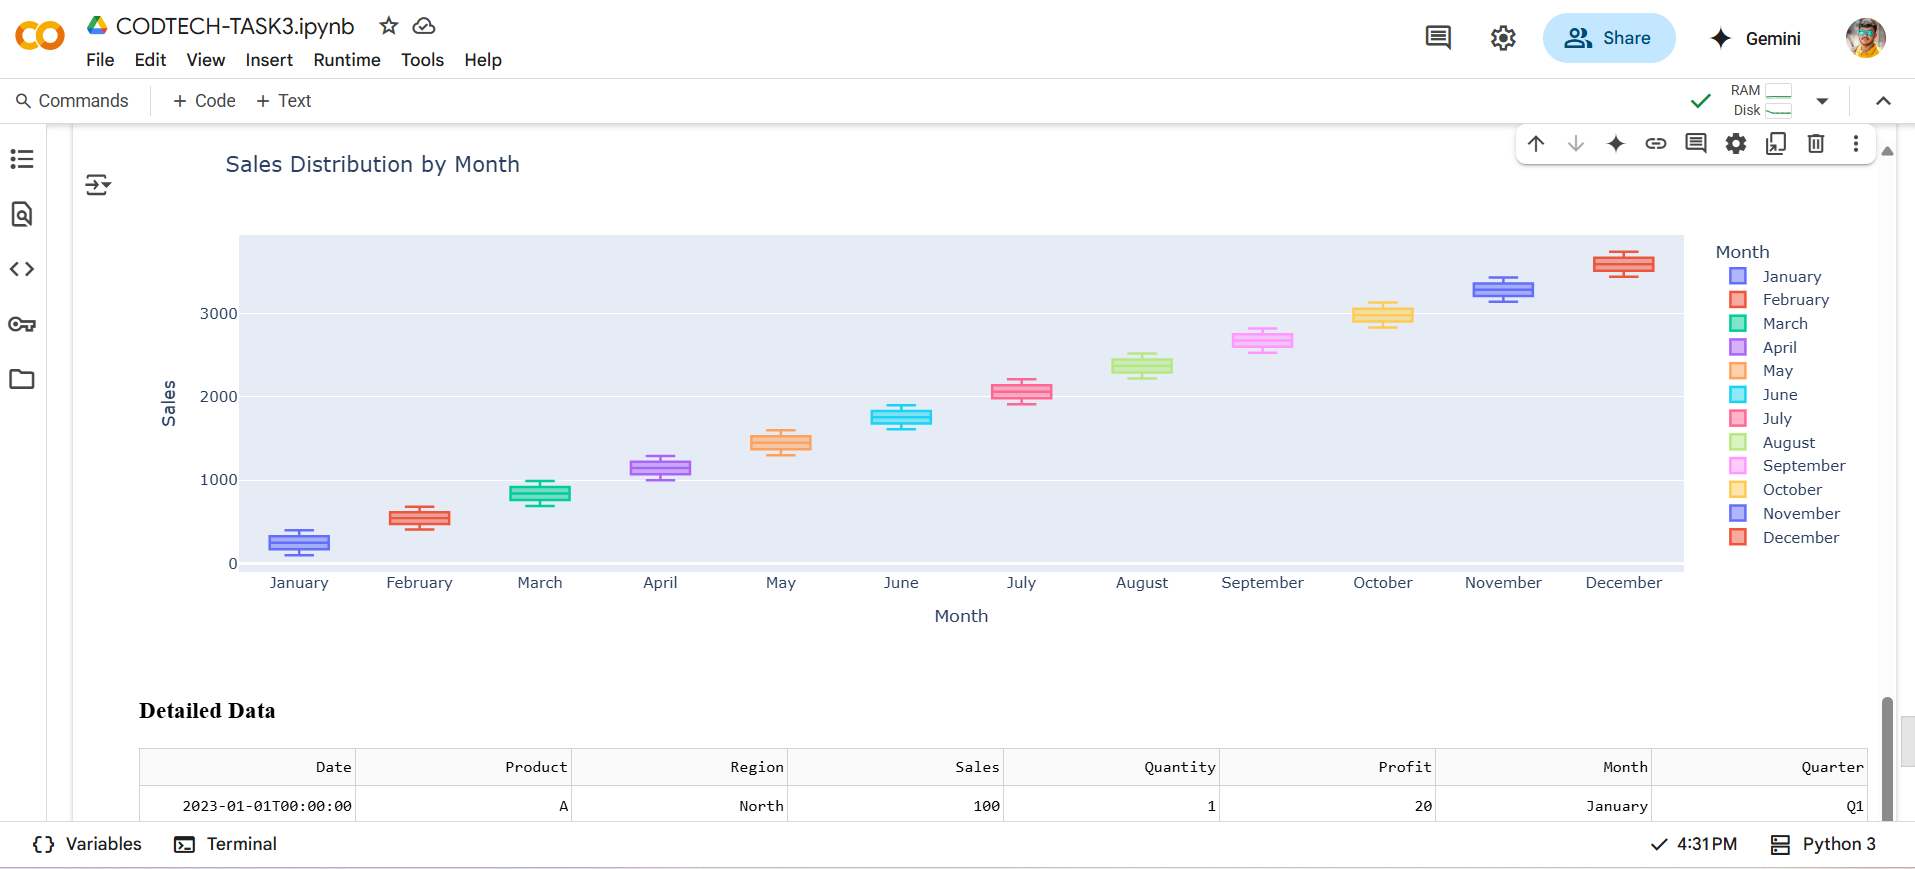 CODTECH-TASK3.ipynb
File Edit View Insert Runtime Tools Help
Share
Gemini
Commands + Code + Text
RAM
Disk
Sales Distribution by Month
Sales
3000
2000
1000
0
January February March April May June July August September October November December
Month
Month
January
February
March
April
May
June
July
August
September
October
November
December
Detailed Data
Date Product Region Sales Quantity Profit Month Quarter
2023-01-01T00:00:00 A North 100 1 20 January Q1
{} Variables Terminal 4:31 PM Python 3